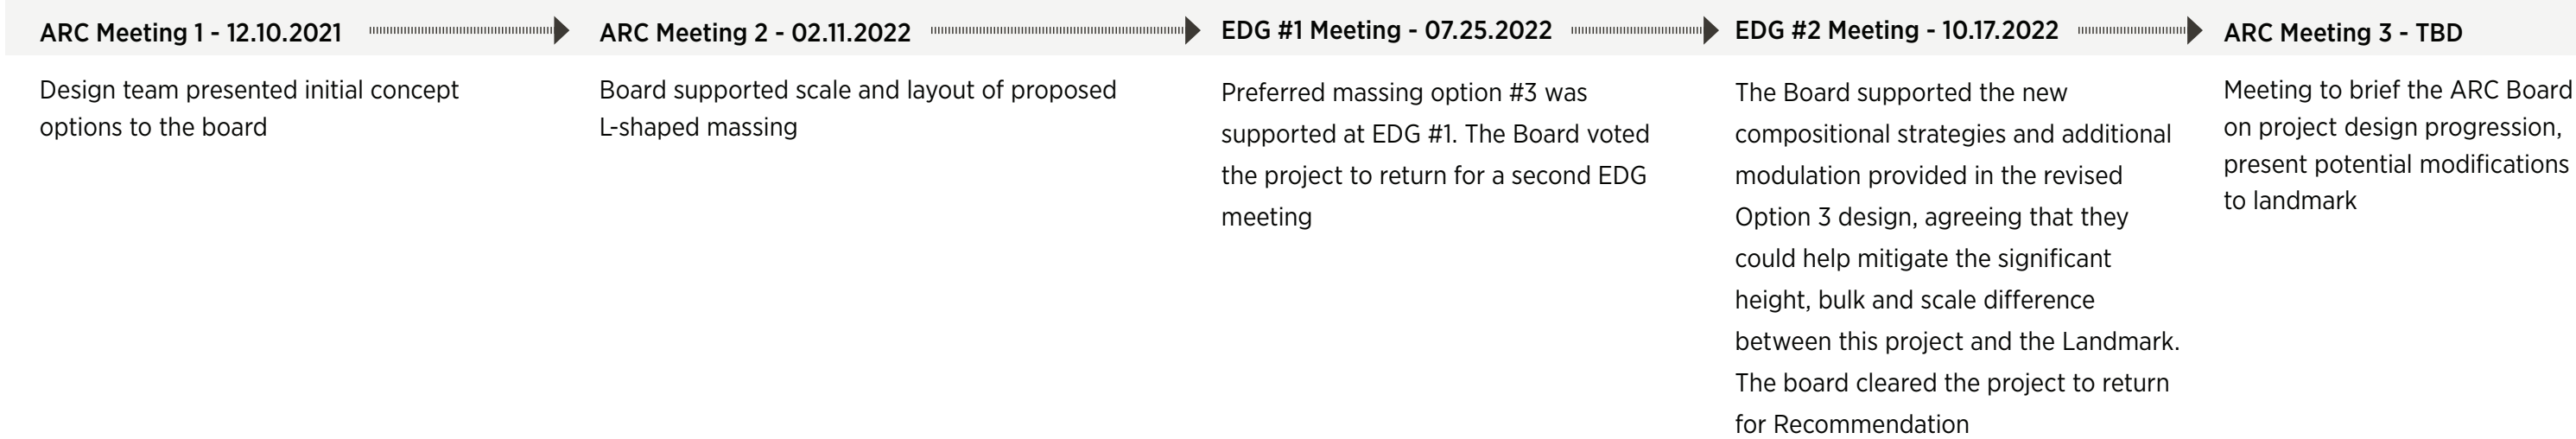 ARC Meeting 1 - 12.10.2021
Design team presented initial concept
options to the board
ARC Meeting 2 - 02.11.2022
Board supported scale and layout of proposed
L-shaped massing
EDG #1 Meeting - 07.25.2022
Preferred massing option #3 was
supported at EDG #1. The Board voted
the project to return for a second EDG
meeting
EDG #2 Meeting - 10.17.2022
The Board supported the new
compositional strategies and additional
modulation provided in the revised
Option 3 design, agreeing that they
could help mitigate the significant
height, bulk and scale difference
between this project and the Landmark.
The board cleared the project to return
for Recommendation
ARC Meeting 3 - TBD
Meeting to brief the ARC Board
on project design progression,
present potential modifications
to landmark